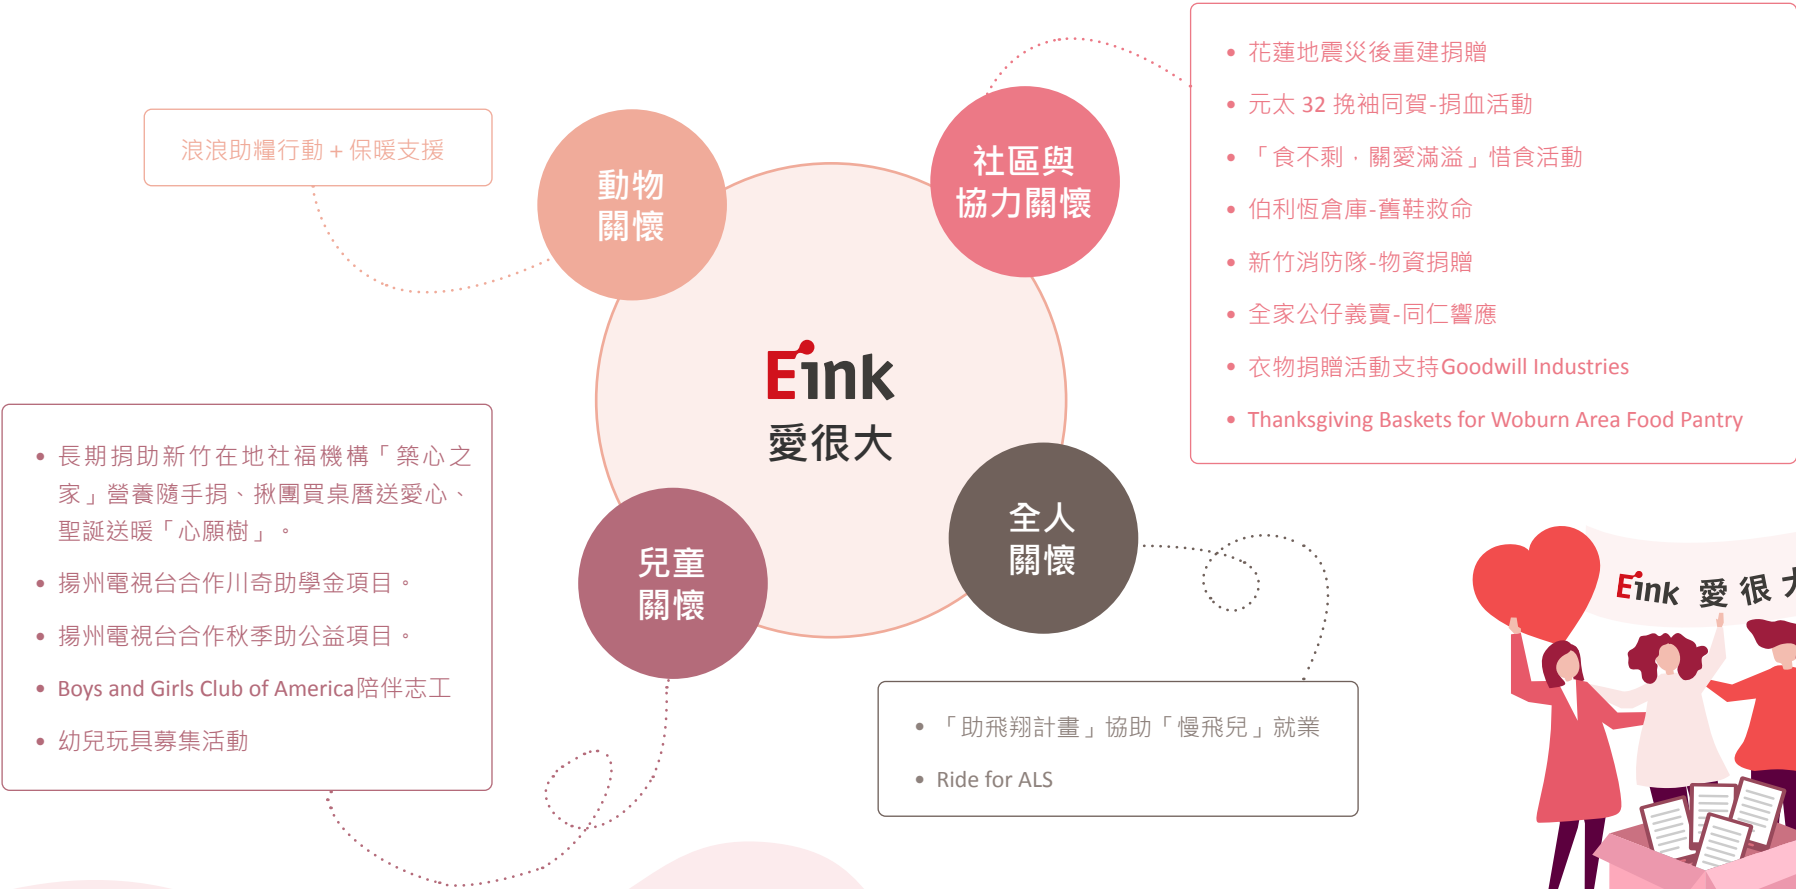 浪浪助糧行動+保暖支援
動物
關懷
社區與
協力關懷
• 花蓮地震災後重建捐贈
• 元太 32 挽袖同賀-捐血活動
• 「食不剩．關愛滿溢」惜食活動
• 伯利恆倉庫-舊鞋救命
• 新竹消防隊-物資捐贈
• 全家公仔義賣-同仁響應
• 衣物捐贈活動支持Goodwill Industries
• Thanksgiving Baskets for Woburn Area Food Pantry
Eink
愛很大
• 長期捐助新竹在地社福機構「築心之
家」營養隨手捐、揪團買桌曆送愛心、
聖誕送暖「心願樹」。
• 揚州電視台合作川奇助學金項目。
• 揚州電視台合作秋季助公益項目。
• Boys and Girls Club of America陪伴志工
• 幼兒玩具募集活動
兒童
關懷
全人
關懷
• 「助飛翔計畫」協助「慢飛兒」就業
• Ride for ALS
Eink 愛很大